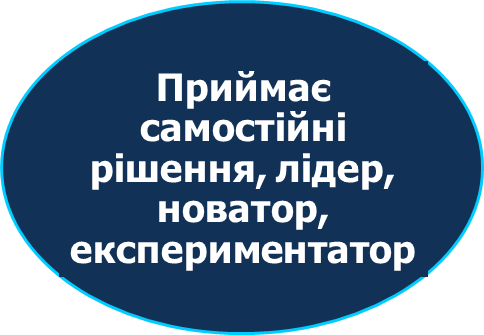 Приймає
самостійні
рішення, лідер,
новатор,
експериментатор